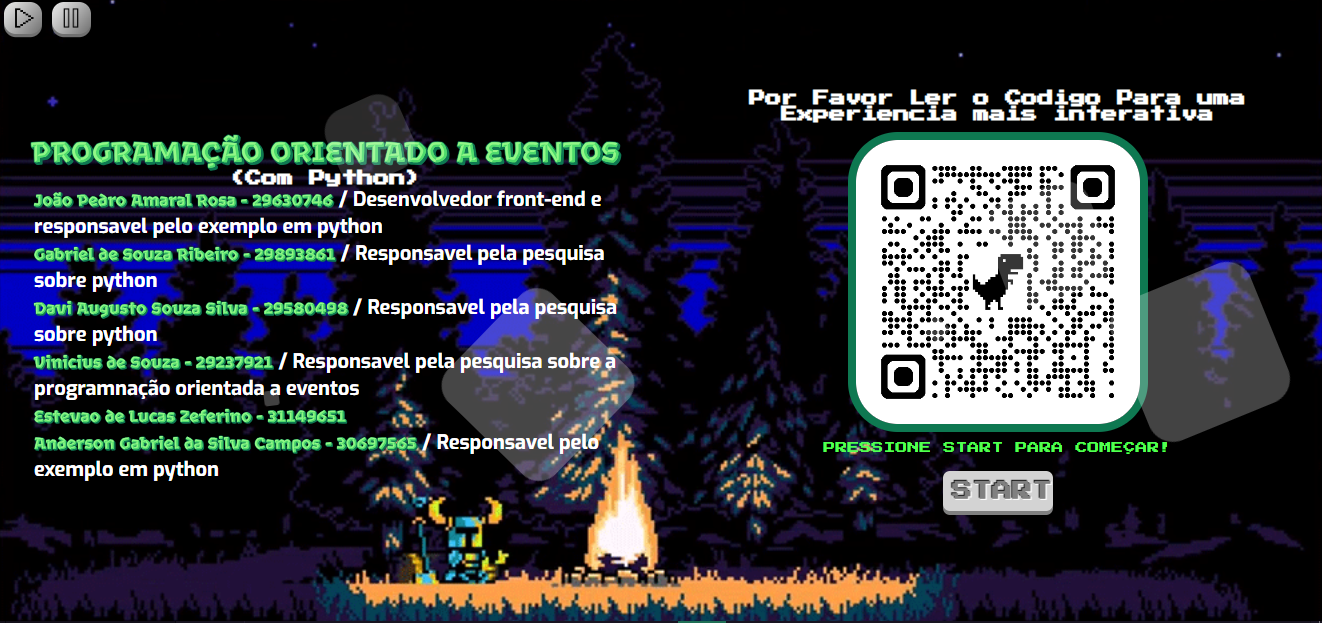 PROGRAMAÇÃO ORIENTADO A EVENTOS
(Com Python)
João Pedro Amaral Rosa - 29630746 / Desenvolvedor front-end e
responsavel pelo exemplo em python
Gabriel de Souza Ribeiro - 29893861 / Responsavel pela pesquisa
sobre python
Davi Augusto Souza Silva - 29580498 / Responsavel pela pesquisa
sobre python
Vinicius de Souza - 29237921 / Responsavel pela pesquisa sobre a
programnação orientada a eventos
Estevao de Lucas Zeferino - 31149651
Anderson Gabriel da Silva Campos - 30697565 / Responsavel pelo
exemplo em python
Por Favor Ler o Codigo Para uma
Experiencia mais interativa
PRESSIONE START PARA COMEÇAR!
START